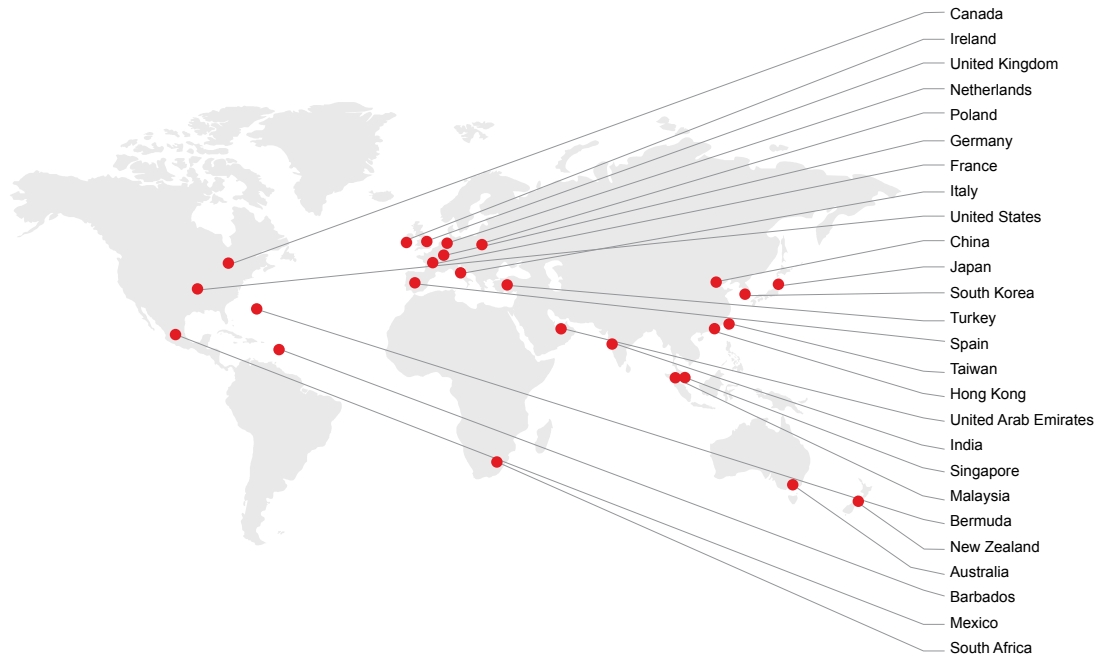 Canada
Ireland
United Kingdom
Netherlands
Poland
Germany
France
Italy
United States
China
Japan
South Korea
Turkey
Spain
Taiwan
Hong Kong
United Arab Emirates
India
Singapore
Malaysia
Bermuda
New Zealand
Australia
Barbados
Mexico
South Africa